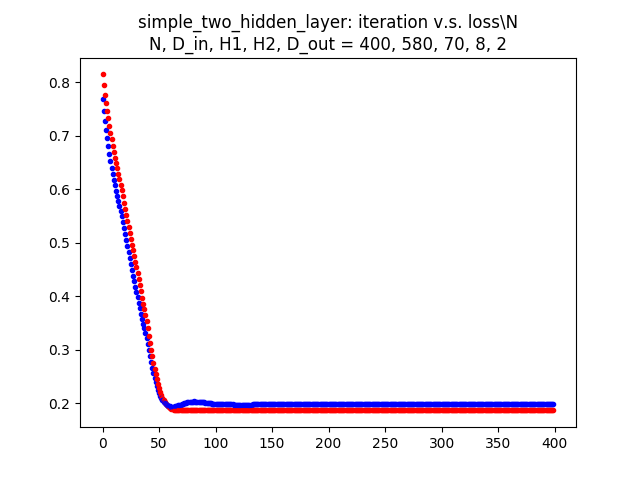 simple_two_hidden_layer: iteration v.s. loss\N
N, D_in, H1, H2, D_out = 400, 580, 70, 8, 2
0.8
0.7
0.6
0.5
0.4
0.3
0.2
0 50 100 150 200 250 300 350 400